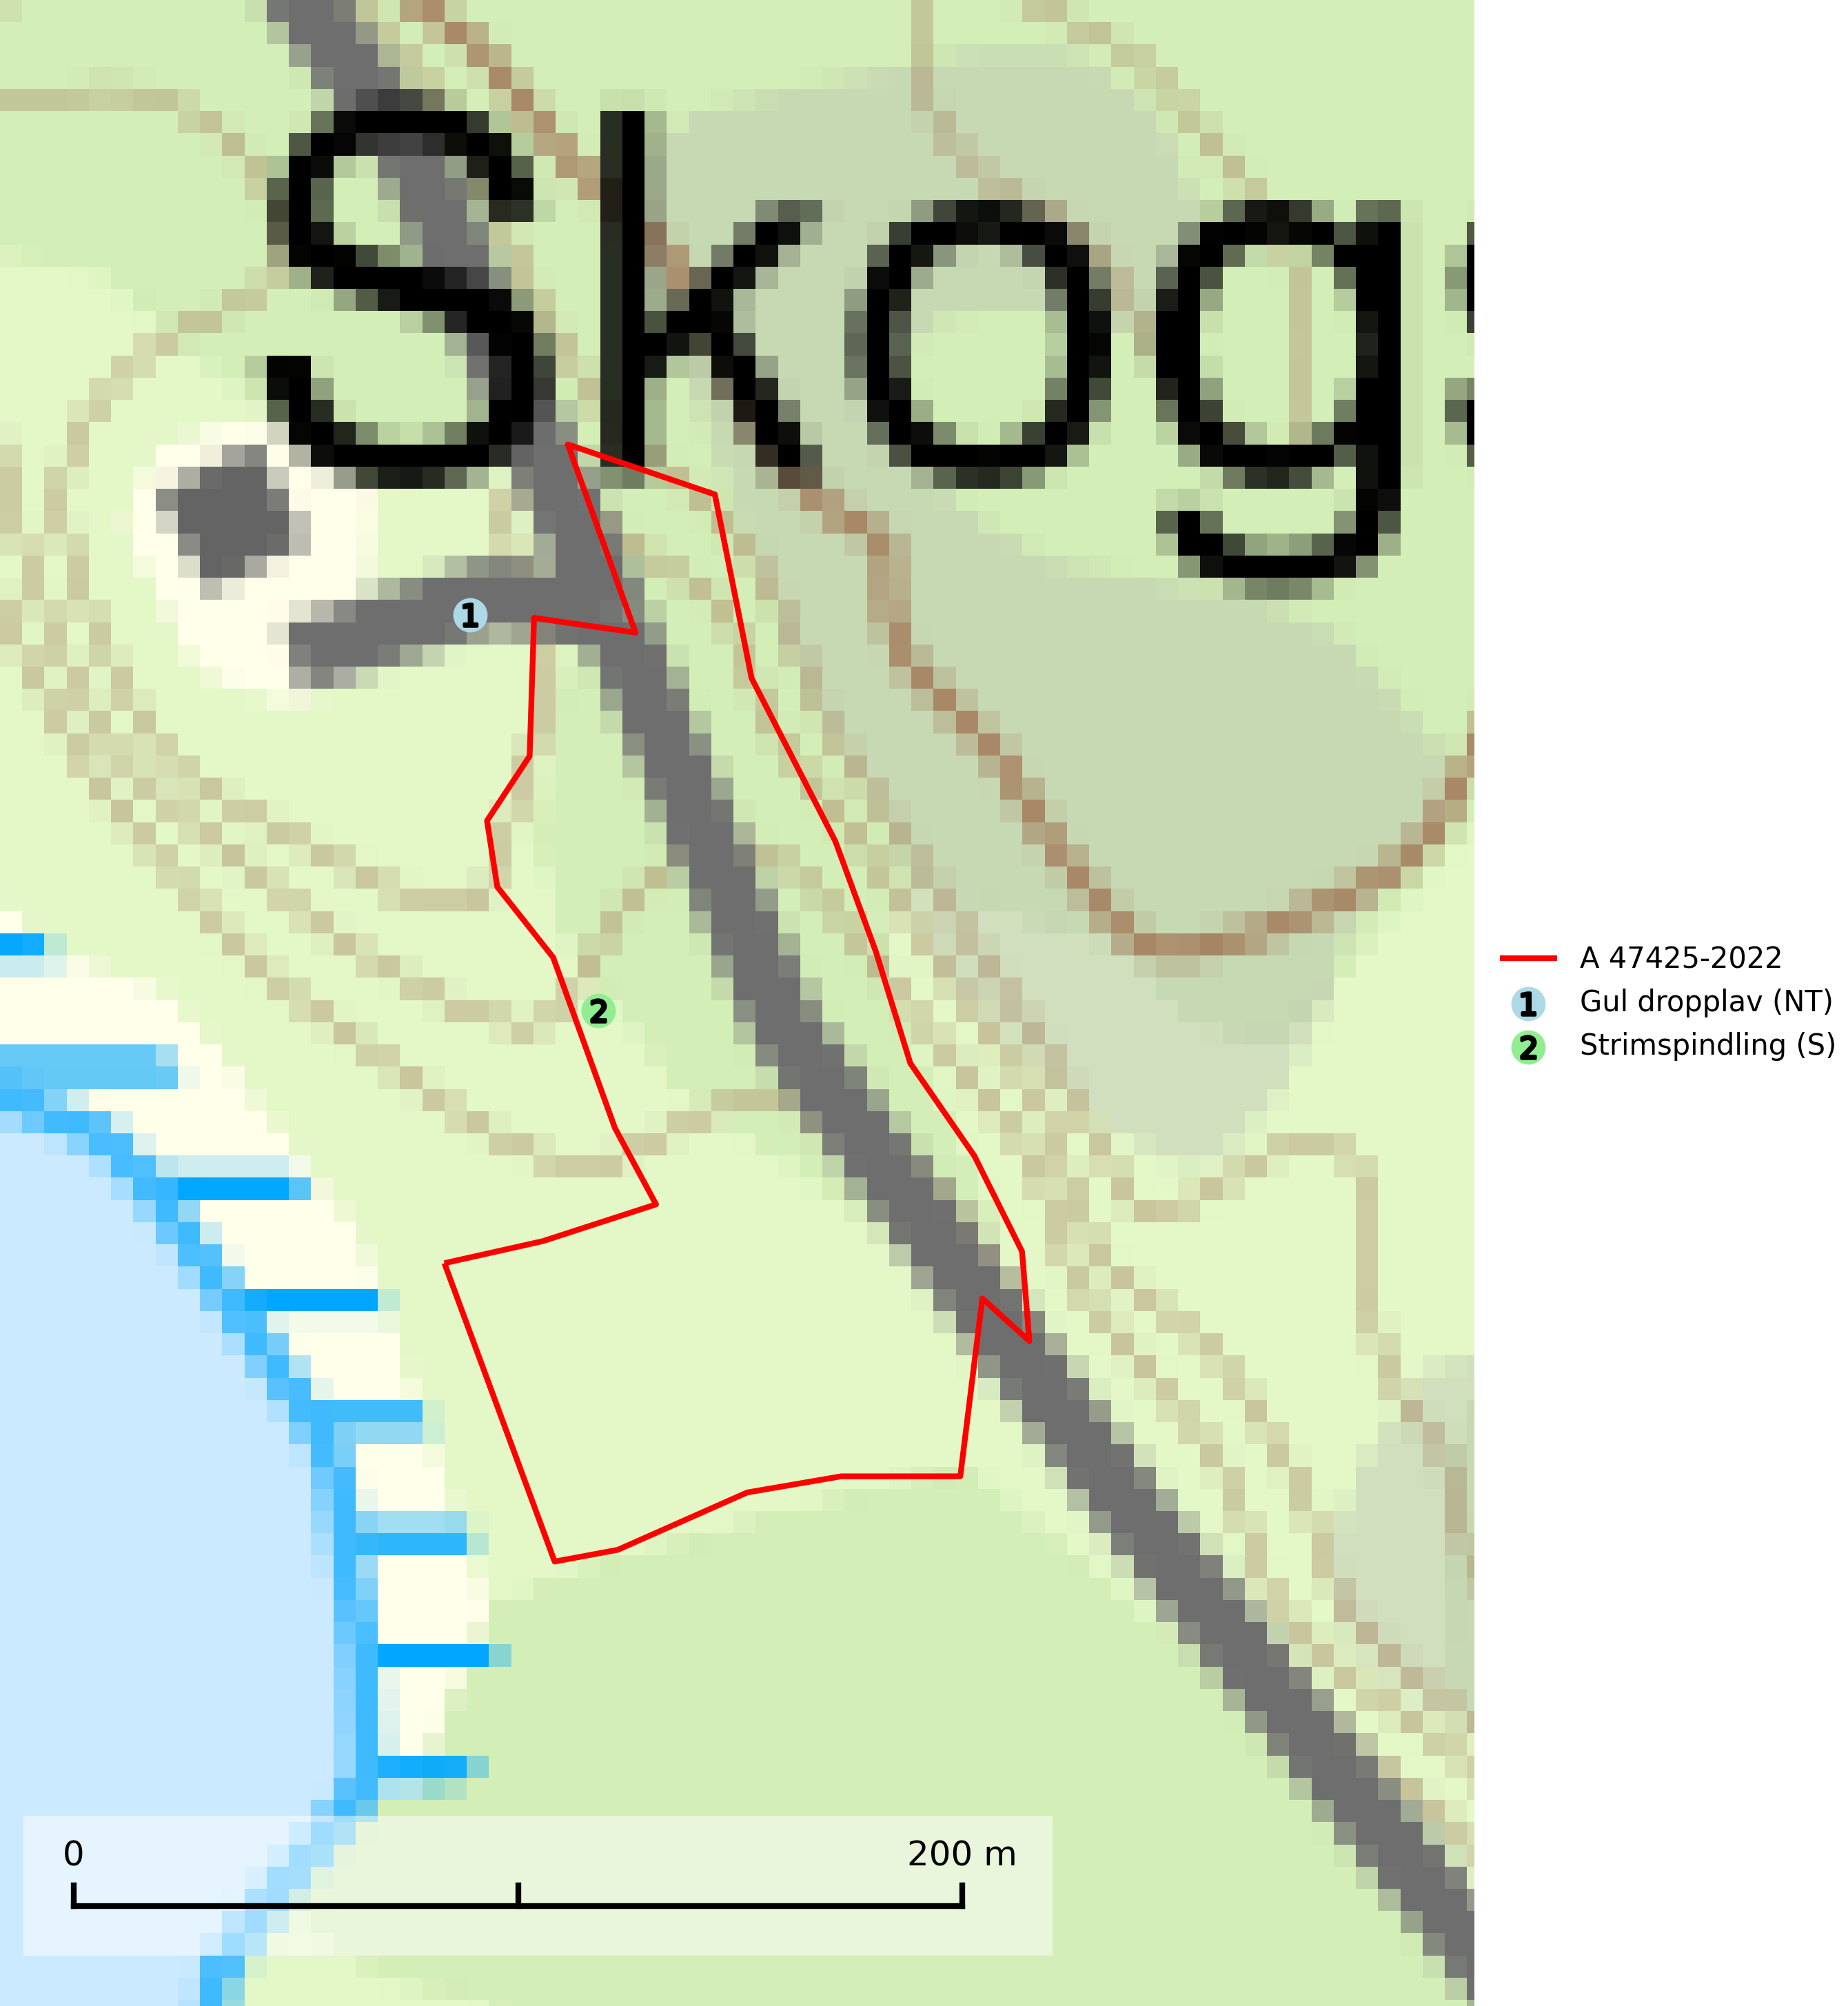 Skog
1
2
A 47425-2022
1 Gul dropplav (NT)
2 Strimspindling (S)
0 200 m